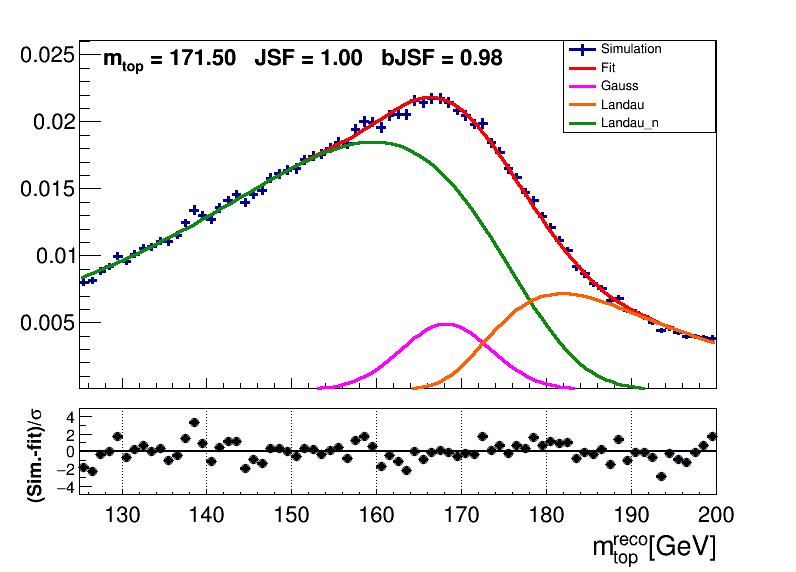 m_top = 171.50 JSF = 1.00 bJSF = 0.98
Simulation
Fit
Gauss
Landau
Landau_n
0.025
0.02
0.015
0.01
0.005
(Sim.-fit)/σ
4
2
0
−2
−4
130 140 150 160 170 180 190 200
m_top^reco[GeV]